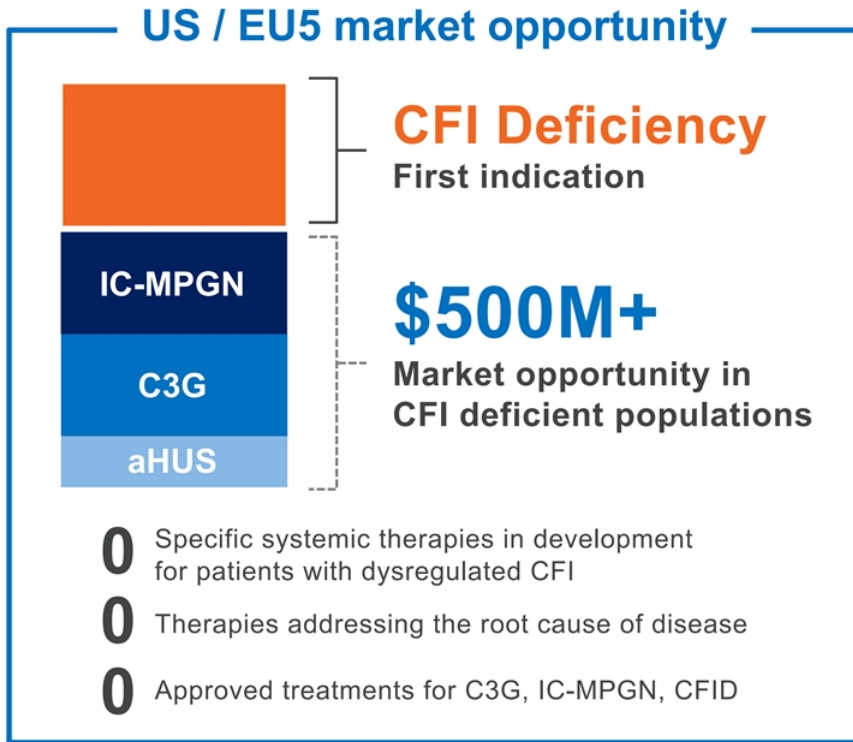 US / EU5 market opportunity
CFI Deficiency
First indication
IC-MPGN
C3G
aHUS
$500M+
Market opportunity in
CFI deficient populations
0 Specific systemic therapies in development
for patients with dysregulated CFI
0 Therapies addressing the root cause of disease
0 Approved treatments for C3G, IC-MPGN, CFID